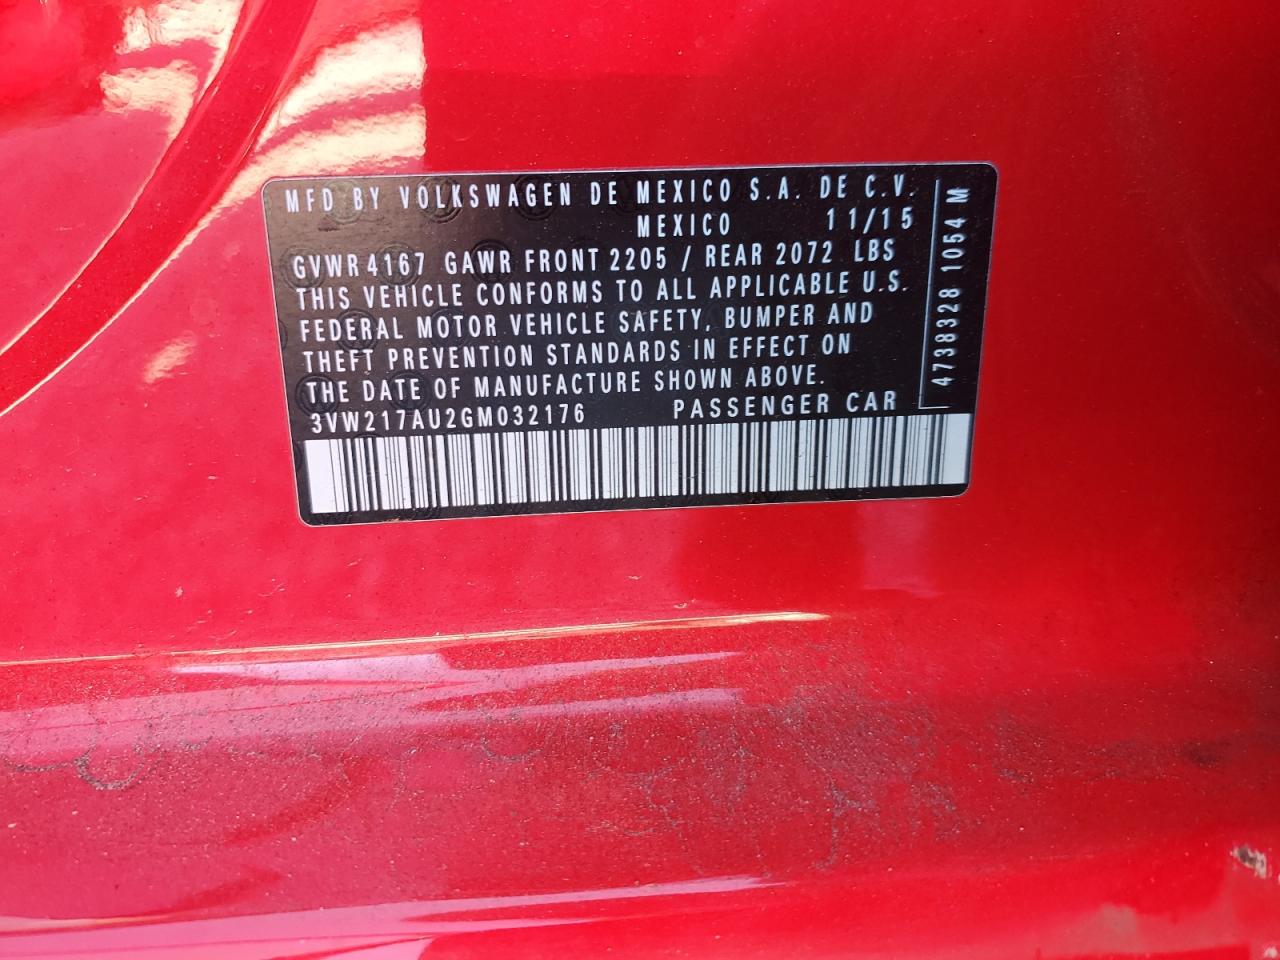 MFD BY VOLKSWAGEN DE MEXICO S.A. DE C.V.
MEXICO 11/15
GVWR 4167 GAWR FRONT 2205 / REAR 2072 LBS
THIS VEHICLE CONFORMS TO ALL APPLICABLE U.S.
FEDERAL MOTOR VEHICLE SAFETY, BUMPER AND
THEFT PREVENTION STANDARDS IN EFFECT ON
THE DATE OF MANUFACTURE SHOWN ABOVE.
3VW217AU2GM032176 PASSENGER CAR
4738328 1054 M